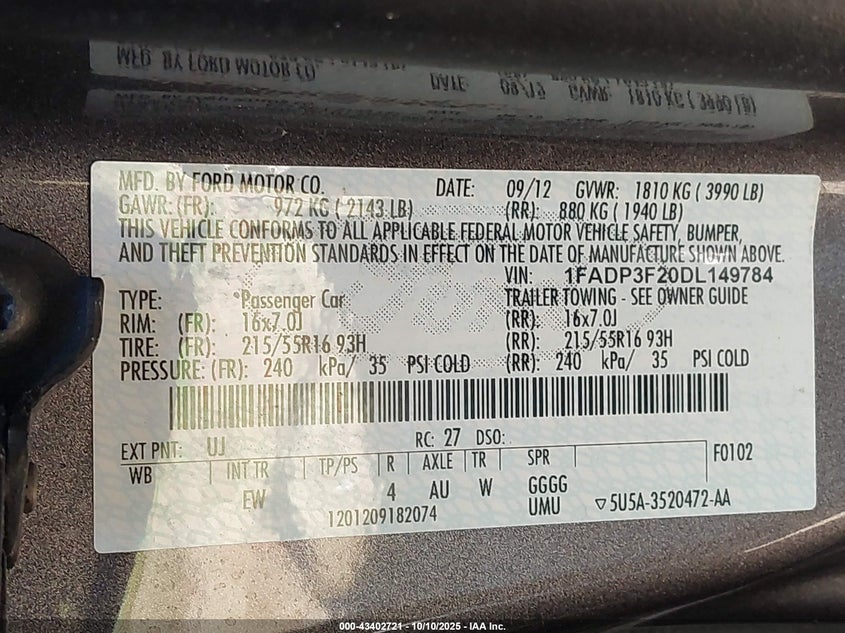 MFD. BY FORD MOTOR CO. DATE: 09/12 GVWR: 1810 KG ( 3990 LB)
GAWR: (FR): 972 KG ( 2143 LB) (RR): 880 KG ( 1940 LB)
THIS VEHICLE CONFORMS TO ALL APPLICABLE FEDERAL MOTOR VEHICLE SAFETY, BUMPER,
AND THEFT PREVENTION STANDARDS IN EFFECT ON THE DATE OF MANUFACTURE SHOWN ABOVE.
VIN: 1FADP3F20DL149784
TYPE: *Passenger Car TRAILER TOWING - SEE OWNER GUIDE
RIM: (FR): 16x7.0J (RR): 16x7.0J
TIRE: (FR): 215/55R16 93H (RR): 215/55R16 93H
PRESSURE: (FR): 240 kPa/ 35 PSI COLD (RR): 240 kPa/ 35 PSI COLD
EXT PNT: UJ RC: 27 DSO:
WB INT TR TP/PS R AXLE TR SPR F0102
EW 4 AU W GGGG
1201209182074 UMU ▽5U5A-3520472-AA
000-43402721 - 10/10/2025 - IAA Inc.